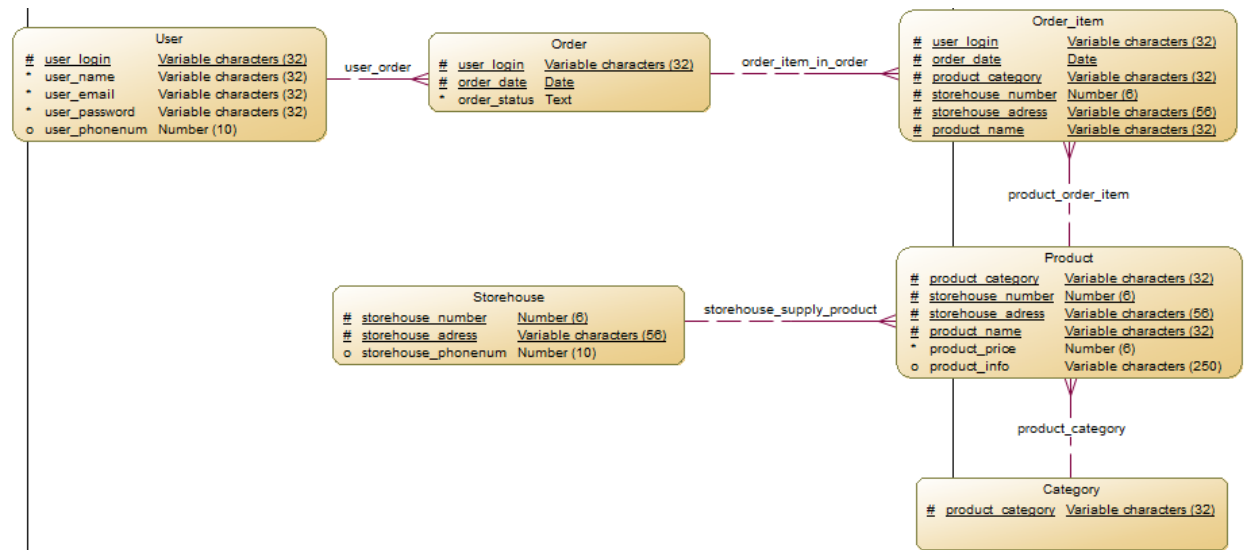 User
# user_login Variable characters (32)
* user_name Variable characters (32)
* user_email Variable characters (32)
* user_password Variable characters (32)
o user_phonenum Number (10)
user_order
Order
# user_login Variable characters (32)
# order_date Date
* order_status Text
order_item_in_order
Order_item
# user_login Variable characters (32)
# order_date Date
# product_category Variable characters (32)
# storehouse_number Number (6)
# storehouse_adress Variable characters (56)
# product_name Variable characters (32)
product_order_item
Storehouse
# storehouse_number Number (6)
# storehouse_adress Variable characters (56)
o storehouse_phonenum Number (10)
storehouse_supply_product
Product
# product_category Variable characters (32)
# storehouse_number Number (6)
# storehouse_adress Variable characters (56)
# product_name Variable characters (32)
* product_price Number (6)
o product_info Variable characters (250)
product_category
Category
# product_category Variable characters (32)